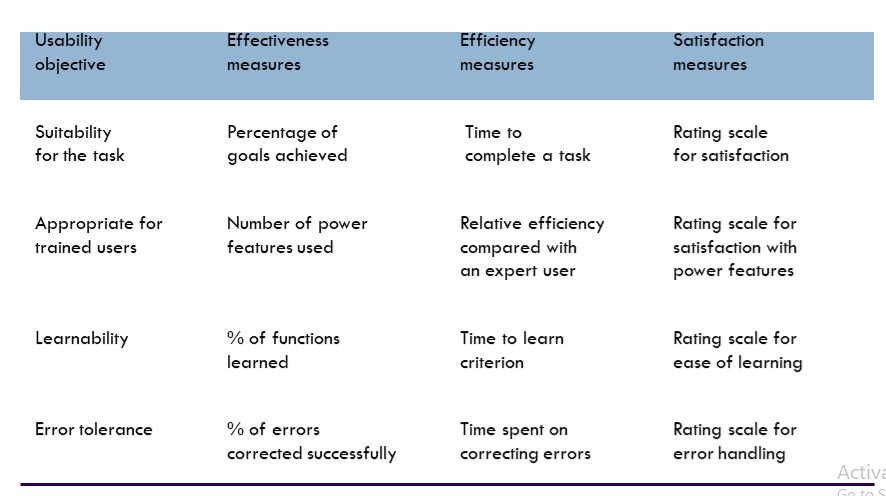 Usability objective
Effectiveness measures
Efficiency measures
Satisfaction measures
Suitability for the task
Percentage of goals achieved
Time to complete a task
Rating scale for satisfaction
Appropriate for trained users
Number of power features used
Relative efficiency compared with an expert user
Rating scale for satisfaction with power features
Learnability
% of functions learned
Time to learn criterion
Rating scale for ease of learning
Error tolerance
% of errors corrected successfully
Time spent on correcting errors
Rating scale for error handling
Go to